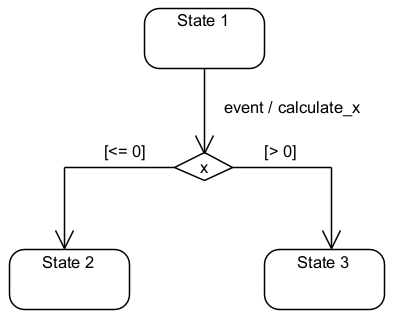 State 1
event / calculate_x
[<= 0]
[> 0]
x
State 2
State 3